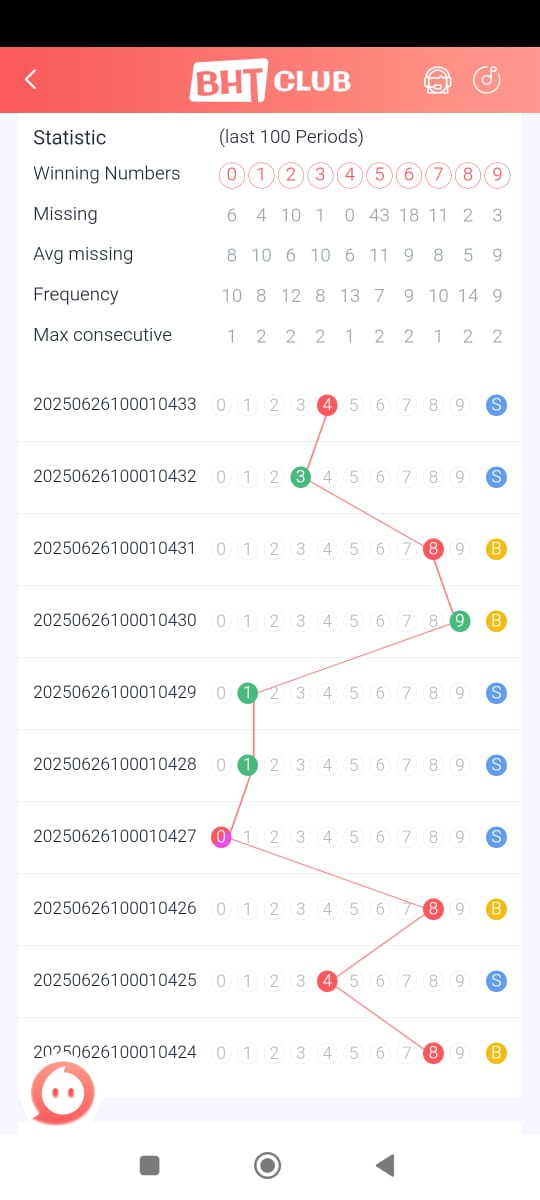 BHT CLUB
Statistic (last 100 Periods)
Winning Numbers 0 1 2 3 4 5 6 7 8 9
Missing 6 4 10 1 0 43 18 11 2 3
Avg missing 8 10 6 10 6 11 9 8 5 9
Frequency 10 8 12 8 13 7 9 10 14 9
Max consecutive 1 2 2 2 1 2 2 1 2 2
20250626100010433 0 1 2 3 4 5 6 7 8 9 S
20250626100010432 0 1 2 3 4 5 6 7 8 9 S
20250626100010431 0 1 2 3 4 5 6 7 8 9 B
20250626100010430 0 1 2 3 4 5 6 7 8 9 B
20250626100010429 0 1 2 3 4 5 6 7 8 9 S
20250626100010428 0 1 2 3 4 5 6 7 8 9 S
20250626100010427 0 1 2 3 4 5 6 7 8 9 S
20250626100010426 0 1 2 3 4 5 6 7 8 9 B
20250626100010425 0 1 2 3 4 5 6 7 8 9 S
20250626100010424 0 1 2 3 4 5 6 7 8 9 B